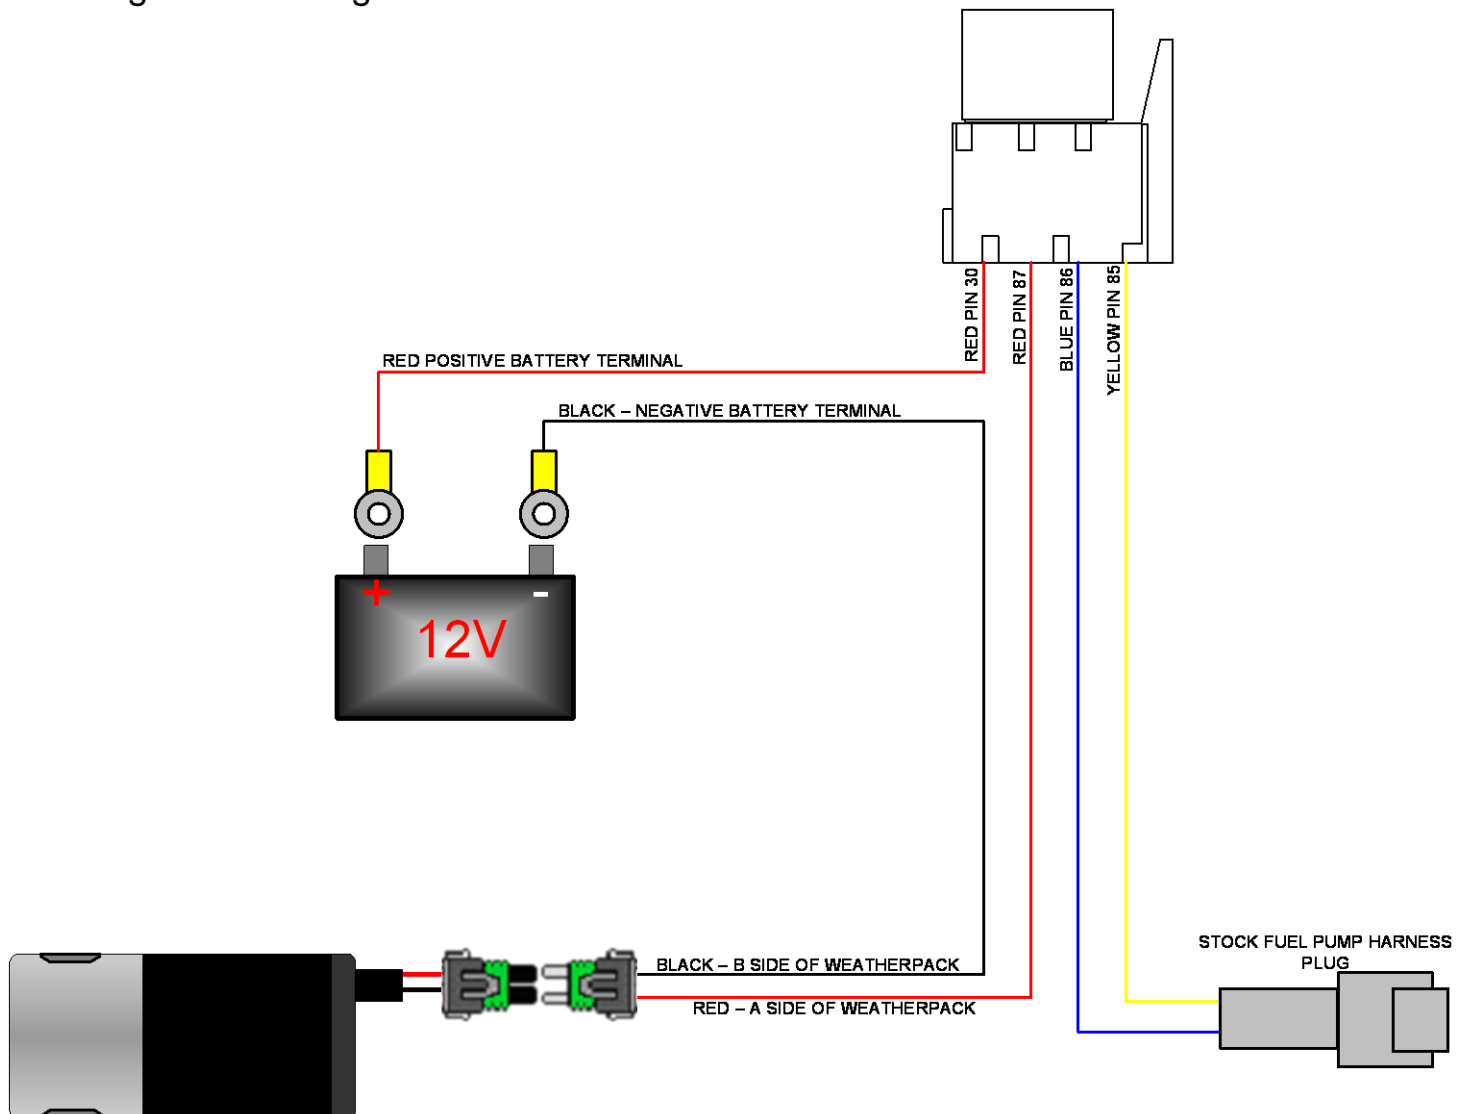 RED PIN 30
RED PIN 87
BLUE PIN 86
YELLOW PIN 85
RED POSITIVE BATTERY TERMINAL
BLACK – NEGATIVE BATTERY TERMINAL
+
-
12V
STOCK FUEL PUMP HARNESS
PLUG
BLACK – B SIDE OF WEATHERPACK
RED – A SIDE OF WEATHERPACK